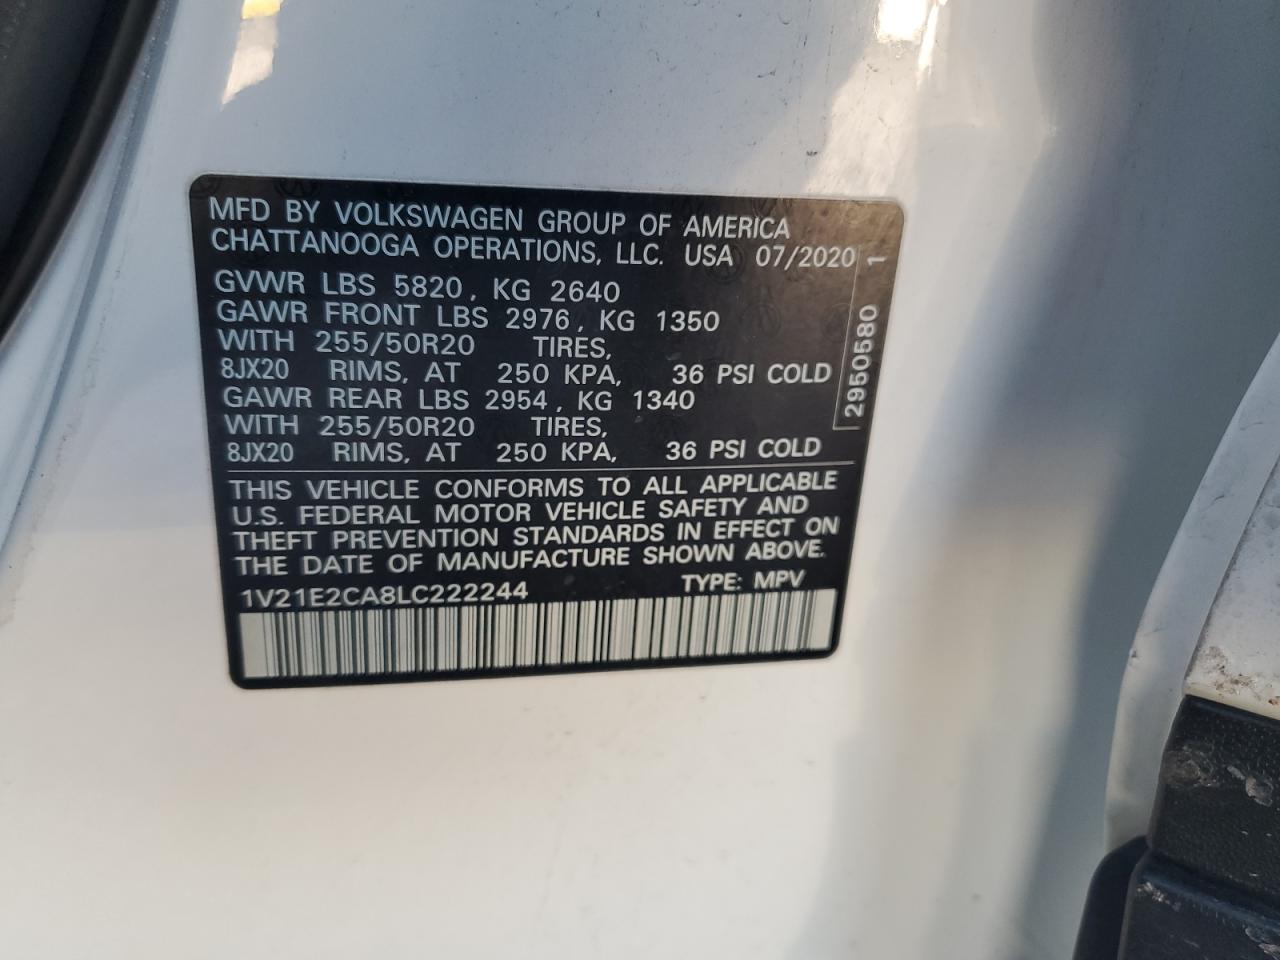 MFD BY VOLKSWAGEN GROUP OF AMERICA
CHATTANOOGA OPERATIONS, LLC. USA 07/2020
GVWR LBS 5820, KG 2640
GAWR FRONT LBS 2976, KG 1350
WITH 255/50R20 TIRES,
8JX20 RIMS, AT 250 KPA, 36 PSI COLD
GAWR REAR LBS 2954, KG 1340
WITH 255/50R20 TIRES,
8JX20 RIMS, AT 250 KPA, 36 PSI COLD
2950580 1
THIS VEHICLE CONFORMS TO ALL APPLICABLE
U.S. FEDERAL MOTOR VEHICLE SAFETY AND
THEFT PREVENTION STANDARDS IN EFFECT ON
THE DATE OF MANUFACTURE SHOWN ABOVE.
1V21E2CA8LC222244 TYPE: MPV